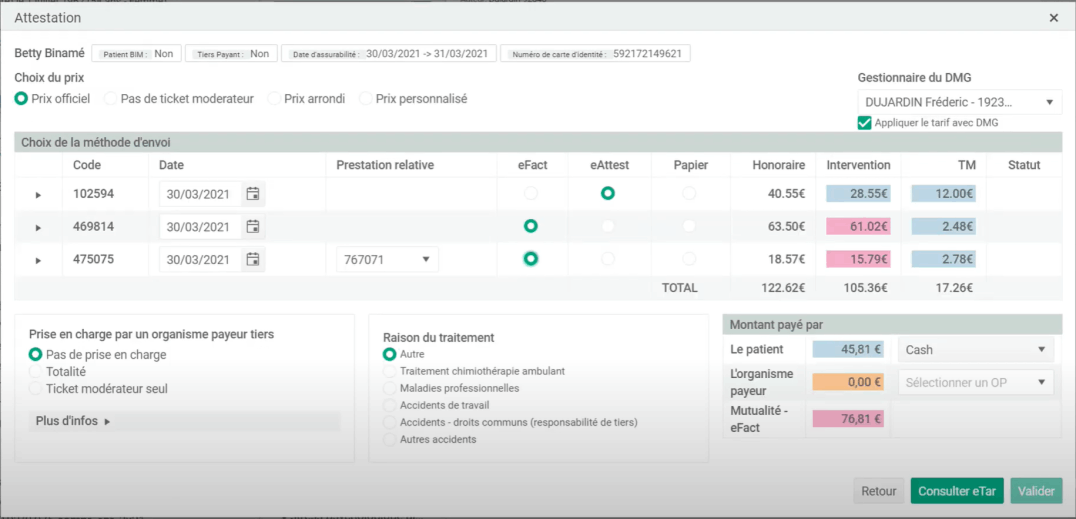 Attestation
Betty Binamé Patient BIM : Non Tiers Payant : Non Date d'assurabilité : 30/03/2021 -> 31/03/2021 Numéro de carte d'identité : 592172149621
Choix du prix
Prix officiel Pas de ticket moderateur Prix arrondi Prix personnalisé
Gestionnaire du DMG
DUJARDIN Fréderic - 1923...
Appliquer le tarif avec DMG
Choix de la méthode d'envoi
Code Date Prestation relative eFact eAttest Papier Honoraire Intervention TM Statut
102594 30/03/2021 40.55€ 28.55€ 12.00€
469814 30/03/2021 63.50€ 61.02€ 2.48€
475075 30/03/2021 767071 18.57€ 15.79€ 2.78€
TOTAL 122.62€ 105.36€ 17.26€
Prise en charge par un organisme payeur tiers
Pas de prise en charge
Totalité
Ticket modérateur seul
Plus d'infos
Raison du traitement
Autre
Traitement chimiothérapie ambulant
Maladies professionnelles
Accidents de travail
Accidents - droits communs (responsabilité de tiers)
Autres accidents
Montant payé par
Le patient 45,81 € Cash
L'organisme
payeur 0,00 € Sélectionner un OP
Mutualité -
eFact 76,81 €
Retour Consulter eTar Valider